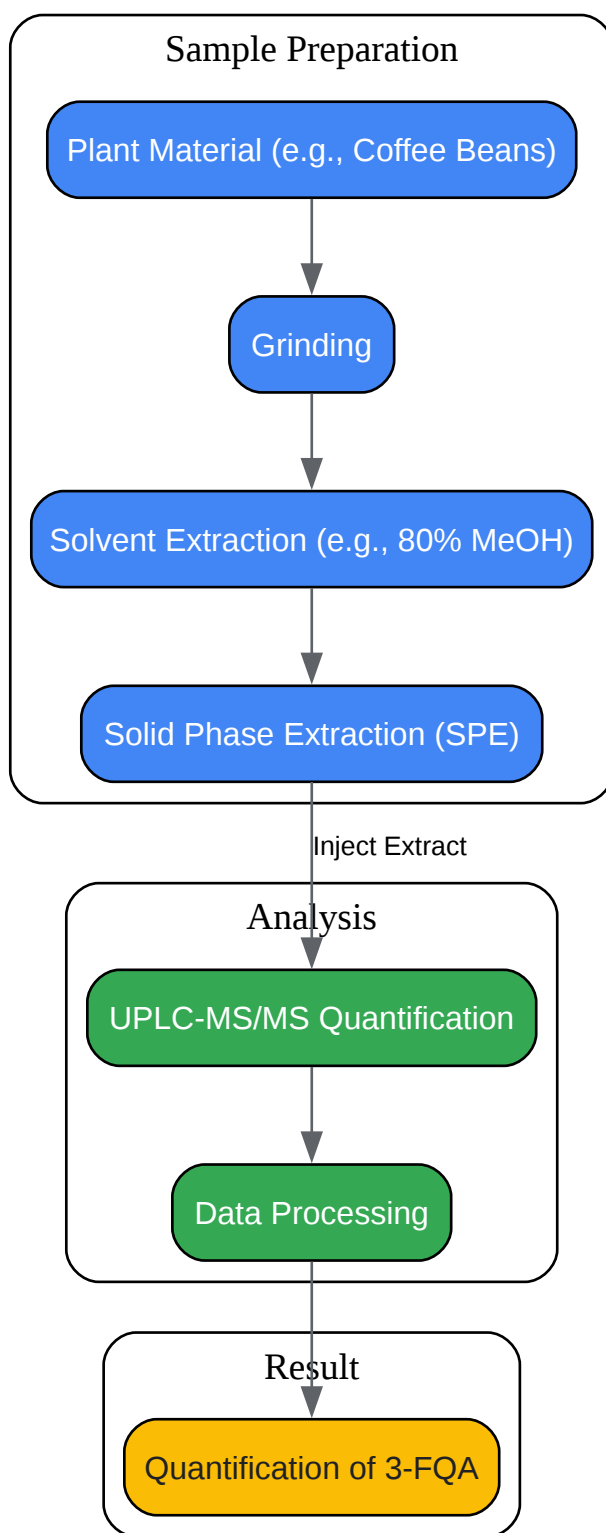 Sample Preparation
Plant Material (e.g., Coffee Beans)
Grinding
Solvent Extraction (e.g., 80% MeOH)
Solid Phase Extraction (SPE)
Inject Extract
Analysis
UPLC-MS/MS Quantification
Data Processing
Result
Quantification of 3-FQA